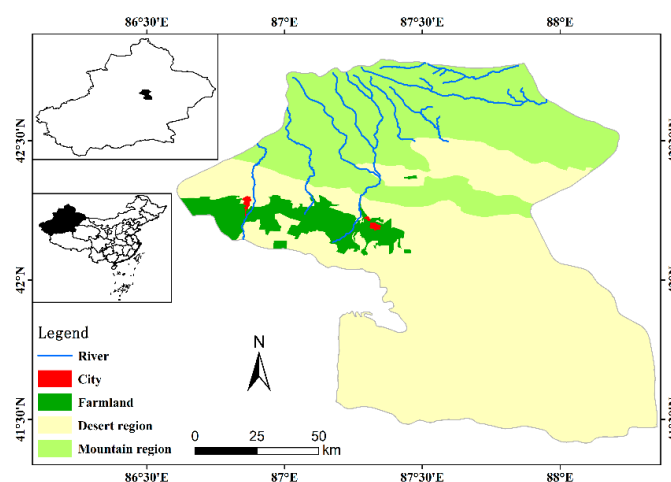 86°30′E 87°E 87°30′E 88°E
42°30′N
42°N
42°N
41°30′N
Legend
River
City
Farmland
Desert region
Mountain region
N
0 25 50
km
86°30′E 87°E 87°30′E 88°E